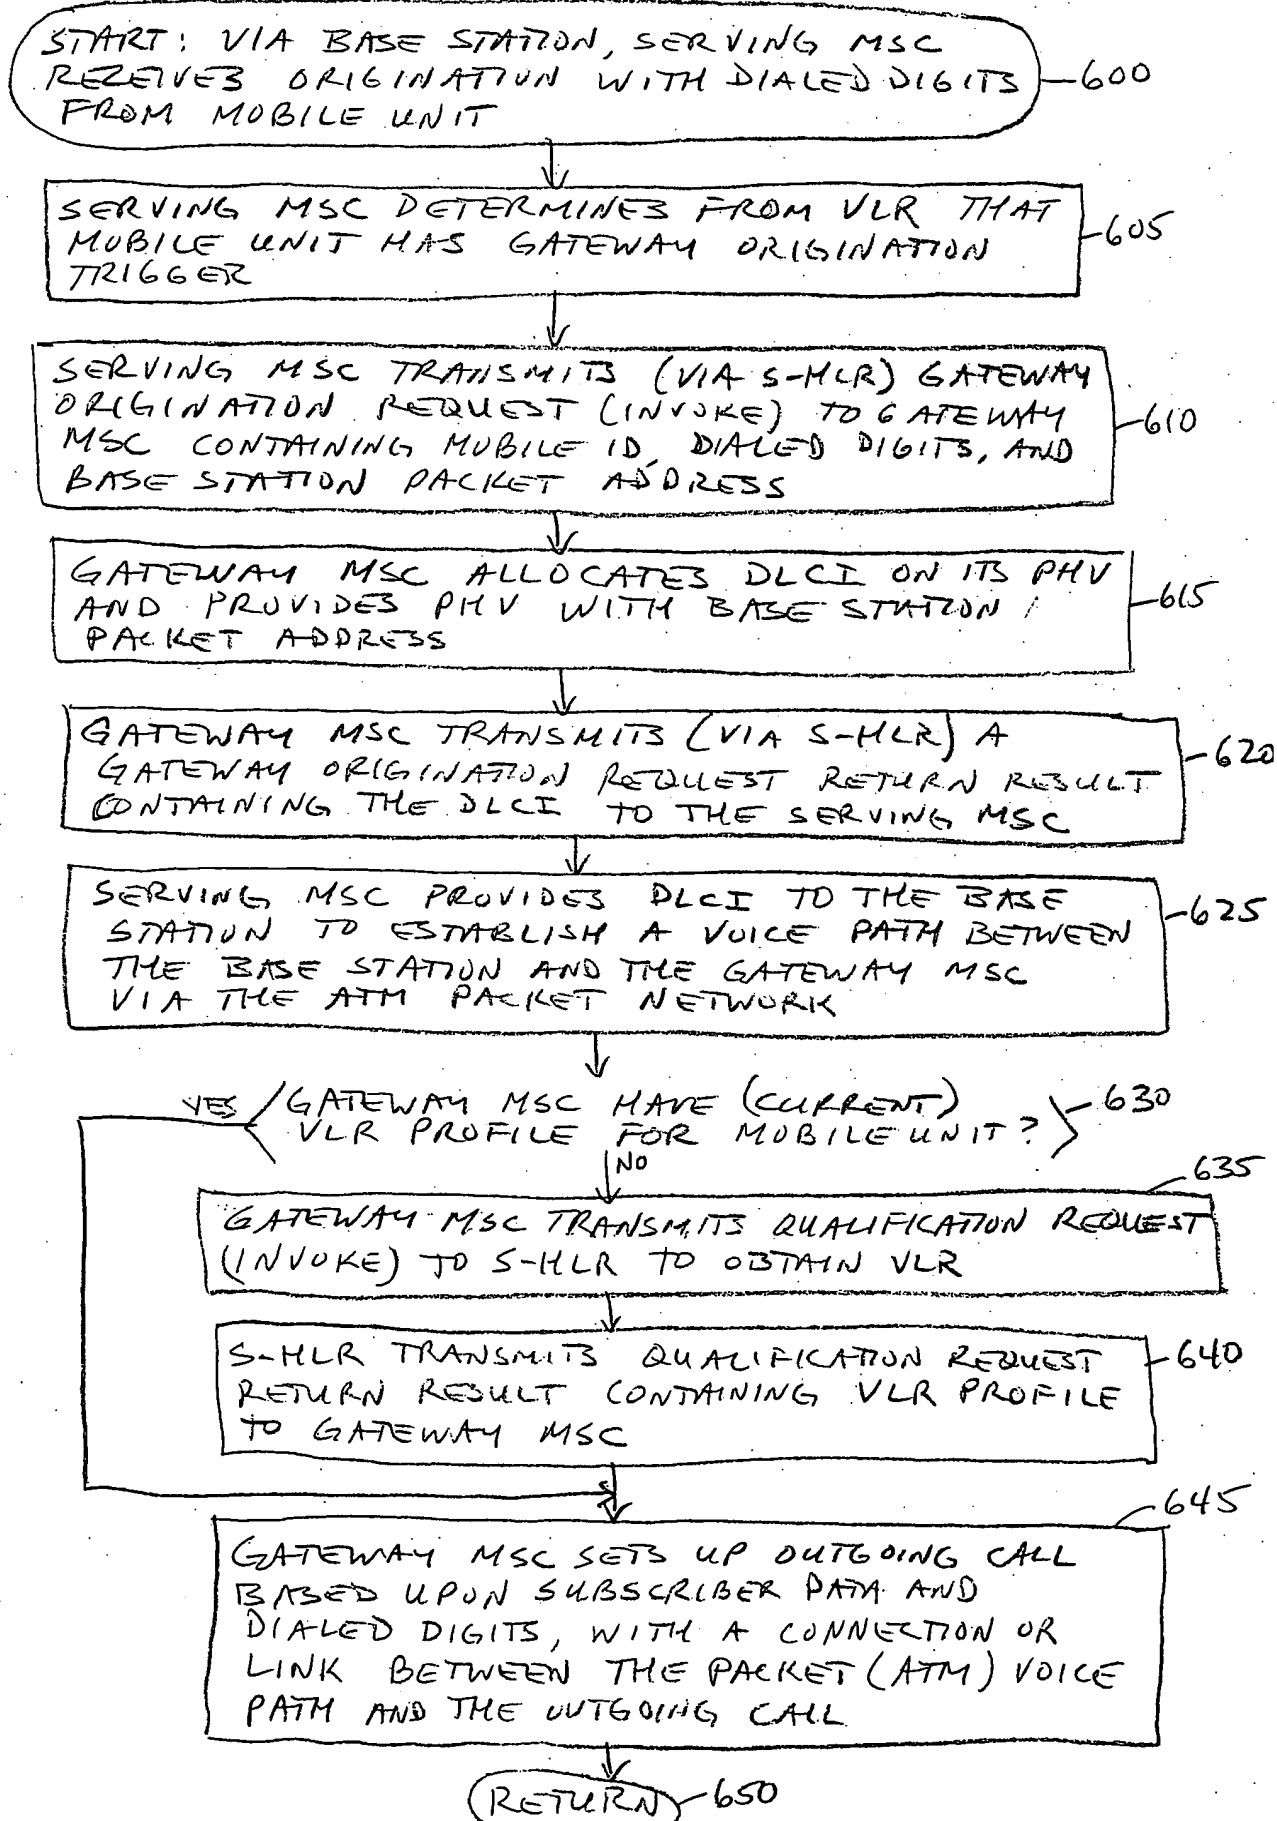 START: VIA BASE STATION, SERVING MSC
RECEIVES ORIGINATION WITH DIALED DIGITS
FROM MOBILE UNIT
600
SERVING MSC DETERMINES FROM VLR THAT
MOBILE UNIT HAS GATEWAY ORIGINATION
TRIGGER
605
SERVING MSC TRANSMITS (VIA S-HLR) GATEWAY
ORIGINATION REQUEST (INVOKE) TO GATEWAY
MSC CONTAINING MOBILE ID, DIALED DIGITS, AND
BASE STATION PACKET ADDRESS
610
GATEWAY MSC ALLOCATES DLCI ON ITS PHV
AND PROVIDES PHV WITH BASE STATION
PACKET ADDRESS
615
GATEWAY MSC TRANSMITS (VIA S-HLR) A
GATEWAY ORIGINATION REQUEST RETURN RESULT
CONTAINING THE DLCI TO THE SERVING MSC
620
SERVING MSC PROVIDES DLCI TO THE BASE
STATION TO ESTABLISH A VOICE PATH BETWEEN
THE BASE STATION AND THE GATEWAY MSC
VIA THE ATM PACKET NETWORK
625
YES
GATEWAY MSC HAVE (CURRENT)
VLR PROFILE FOR MOBILE UNIT?
630
NO
635
GATEWAY MSC TRANSMITS QUALIFICATION REQUEST
(INVOKE) TO S-HLR TO OBTAIN VLR
S-HLR TRANSMITS QUALIFICATION REQUEST
RETURN RESULT CONTAINING VLR PROFILE
TO GATEWAY MSC
640
645
GATEWAY MSC SETS UP OUTGOING CALL
BASED UPON SUBSCRIBER DATA AND
DIALED DIGITS, WITH A CONNECTION OR
LINK BETWEEN THE PACKET (ATM) VOICE
PATH AND THE OUTGOING CALL
RETURN
650